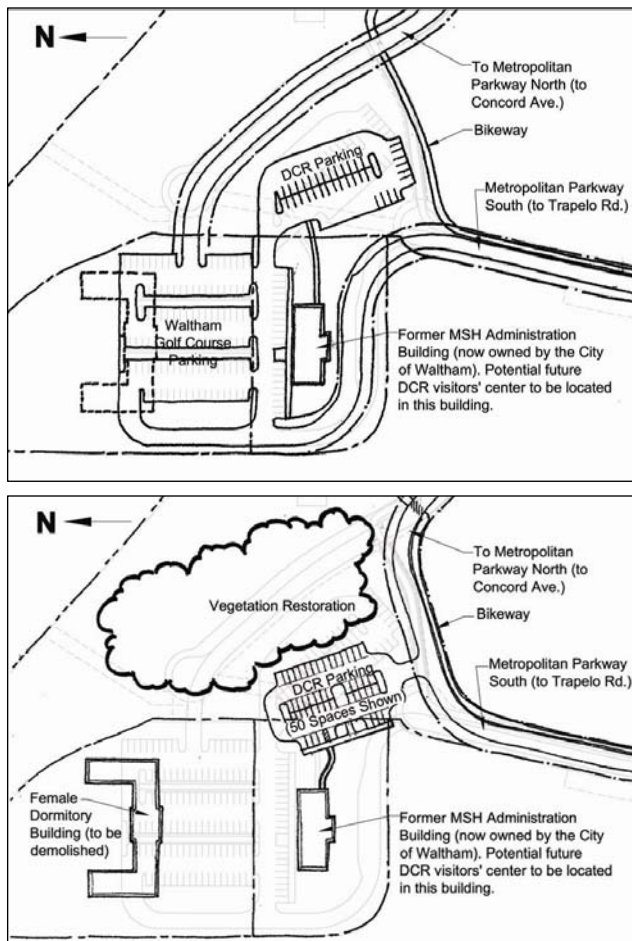 N
To Metropolitan
Parkway North (to
Concord Ave.)
Bikeway
DCR Parking
Metropolitan Parkway
South (to Trapelo Rd.)
Waltham
Golf Course
Parking
Former MSH Administration
Building (now owned by the City
of Waltham). Potential future
DCR visitors' center to be located
in this building.
N
To Metropolitan
Parkway North (to
Concord Ave.)
Vegetation Restoration
Bikeway
DCR Parking
(50 Spaces Shown)
Metropolitan Parkway
South (to Trapelo Rd.)
Female
Dormitory
Building (to be
demolished)
Former MSH Administration
Building (now owned by the City
of Waltham). Potential future
DCR visitors' center to be located
in this building.